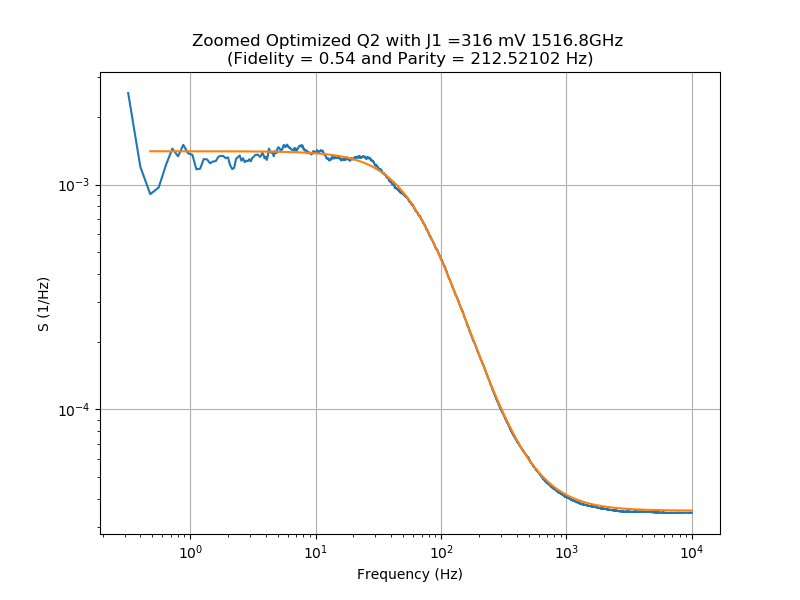 Zoomed Optimized Q2 with J1 =316 mV 1516.8GHz
(Fidelity = 0.54 and Parity = 212.52102 Hz)
S (1/Hz)
10⁻³
10⁻⁴
10⁰ 10¹ 10² 10³ 10⁴
Frequency (Hz)